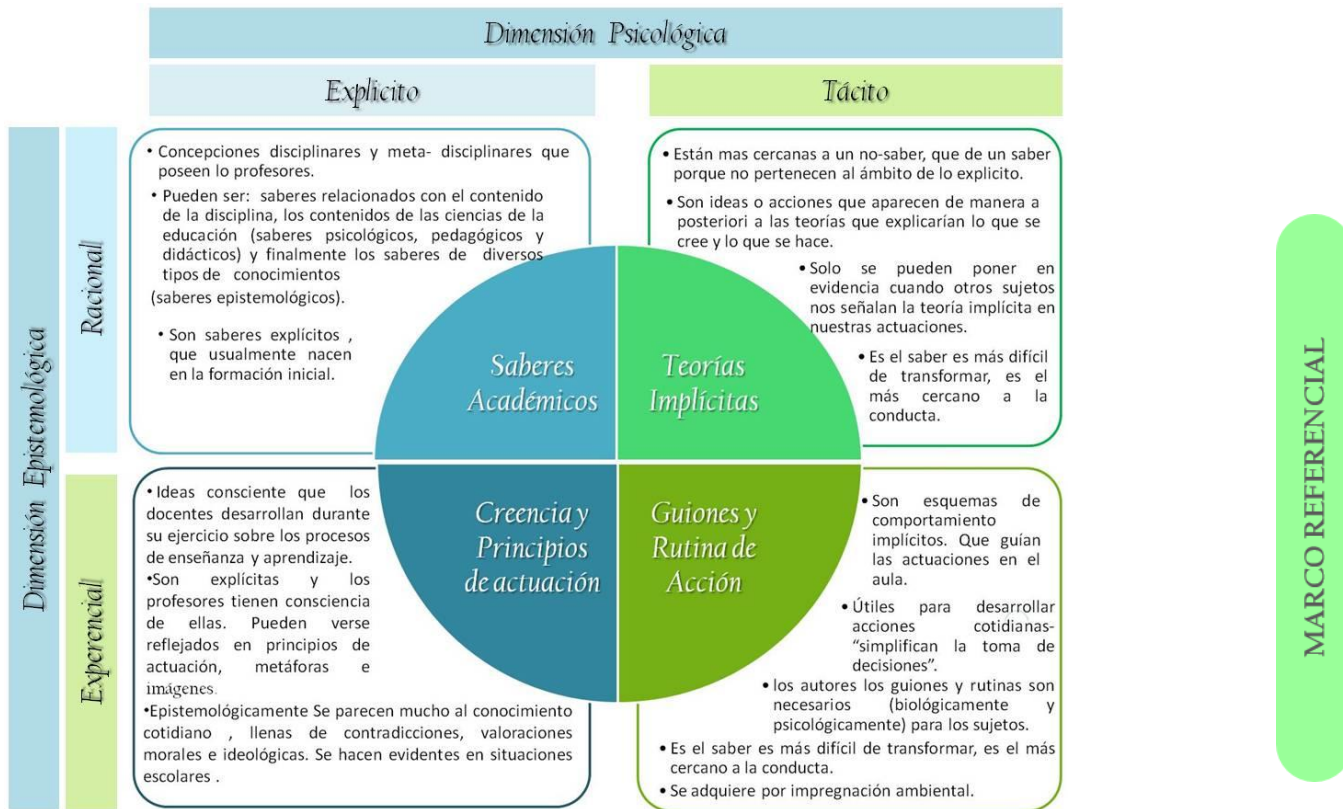 Dimensión Psicológica
Explicito
Tácito
Dimensión Epistemológica
Racionall
• Concepciones disciplinares y meta- disciplinares que
poseen lo profesores.
• Pueden ser: saberes relacionados con el contenido
de la disciplina, los contenidos de las ciencias de la
educación (saberes psicológicos, pedagógicos y
didácticos) y finalmente los saberes de diversos
tipos de conocimientos
(saberes epistemológicos).
• Son saberes explícitos ,
que usualmente nacen
en la formación inicial.
• Están mas cercanas a un no-saber, que de un saber
porque no pertenecen al ámbito de lo explicito.
• Son ideas o acciones que aparecen de manera a
posteriori a las teorías que explicarían lo que se
cree y lo que se hace.
• Solo se pueden poner en
evidencia cuando otros sujetos
nos señalan la teoría implícita en
nuestras actuaciones.
• Es el saber es más difícil
de transformar, es el
más cercano a la
conducta.
Saberes
Académicos
Teorías
Implícitas
Experencial
•Ideas consciente que los
docentes desarrollan durante
su ejercicio sobre los procesos
de enseñanza y aprendizaje.
•Son explícitas y los
profesores tienen consciencia
de ellas. Pueden verse
reflejados en principios de
actuación, metáforas e
imágenes.
•Epistemológicamente Se parecen mucho al conocimiento
cotidiano , llenas de contradicciones, valoraciones
morales e ideológicas. Se hacen evidentes en situaciones
escolares .
Creencia y
Principios
de actuación
Guiones y
Rutina de
Acción
• Son esquemas de
comportamiento
implícitos. Que guían
las actuaciones en el
aula.
• Útiles para desarrollar
acciones cotidianas-
“simplifican la toma de
decisiones”.
• los autores los guiones y rutinas son
necesarios (biológicamente y
psicológicamente) para los sujetos.
• Es el saber es más difícil de transformar, es el más
cercano a la conducta.
• Se adquiere por impregnación ambiental.
MARCO REFERENCIAL